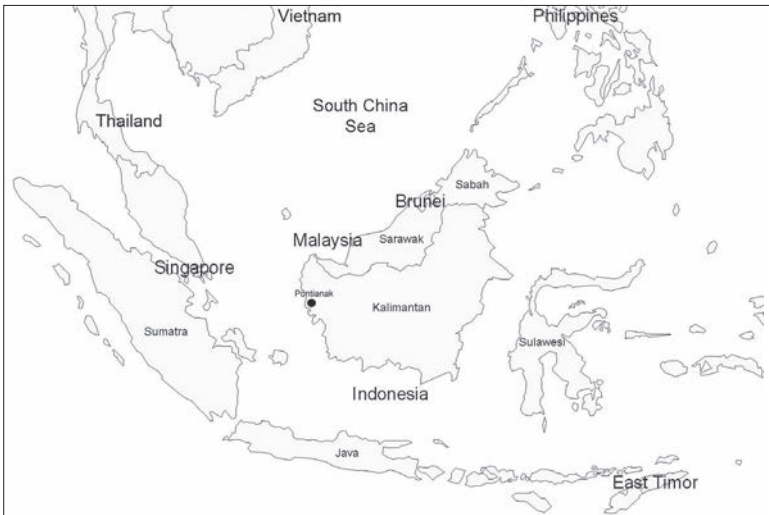 Vietnam
Philippines
South China
Sea
Thailand
Sabah
Brunei
Malaysia
Sarawak
Singapore
Pontianak
Kalimantan
Sumatra
Sulawesi
Indonesia
Java
East Timor